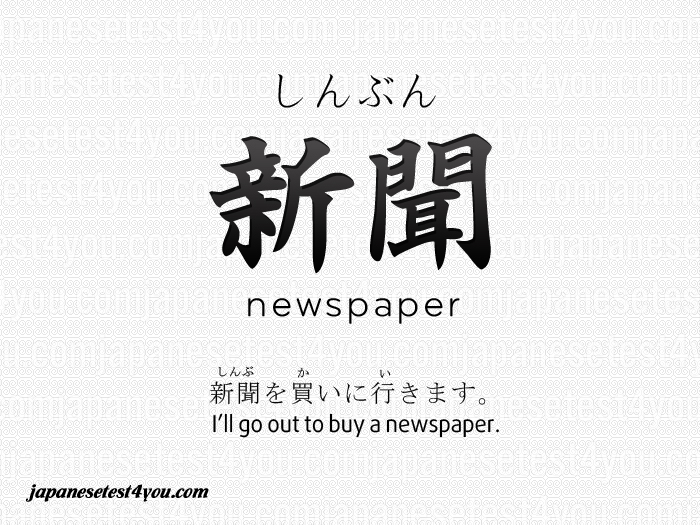 しんぶん
新聞
newspaper
しんぶ か い
新聞を買いに行きます。
I'll go out to buy a newspaper.
japanesetest4you.com